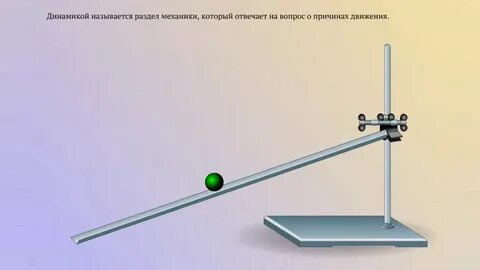 Динамикой называется раздел механики, который отвечает на вопрос о причинах движения.